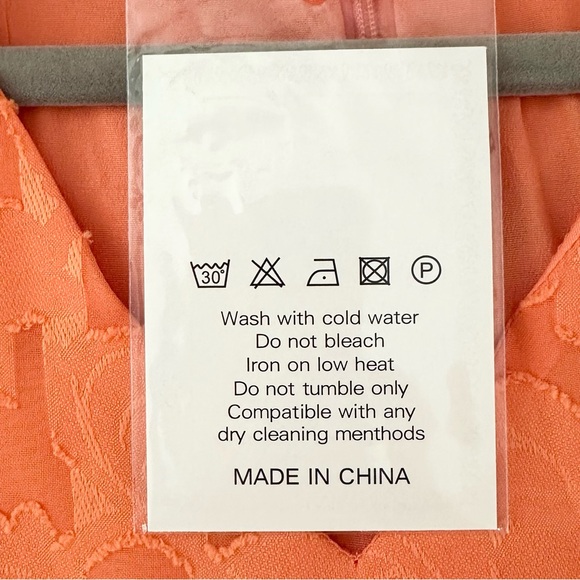 30°
P
Wash with cold water
Do not bleach
Iron on low heat
Do not tumble only
Compatible with any
dry cleaning menthods
MADE IN CHINA